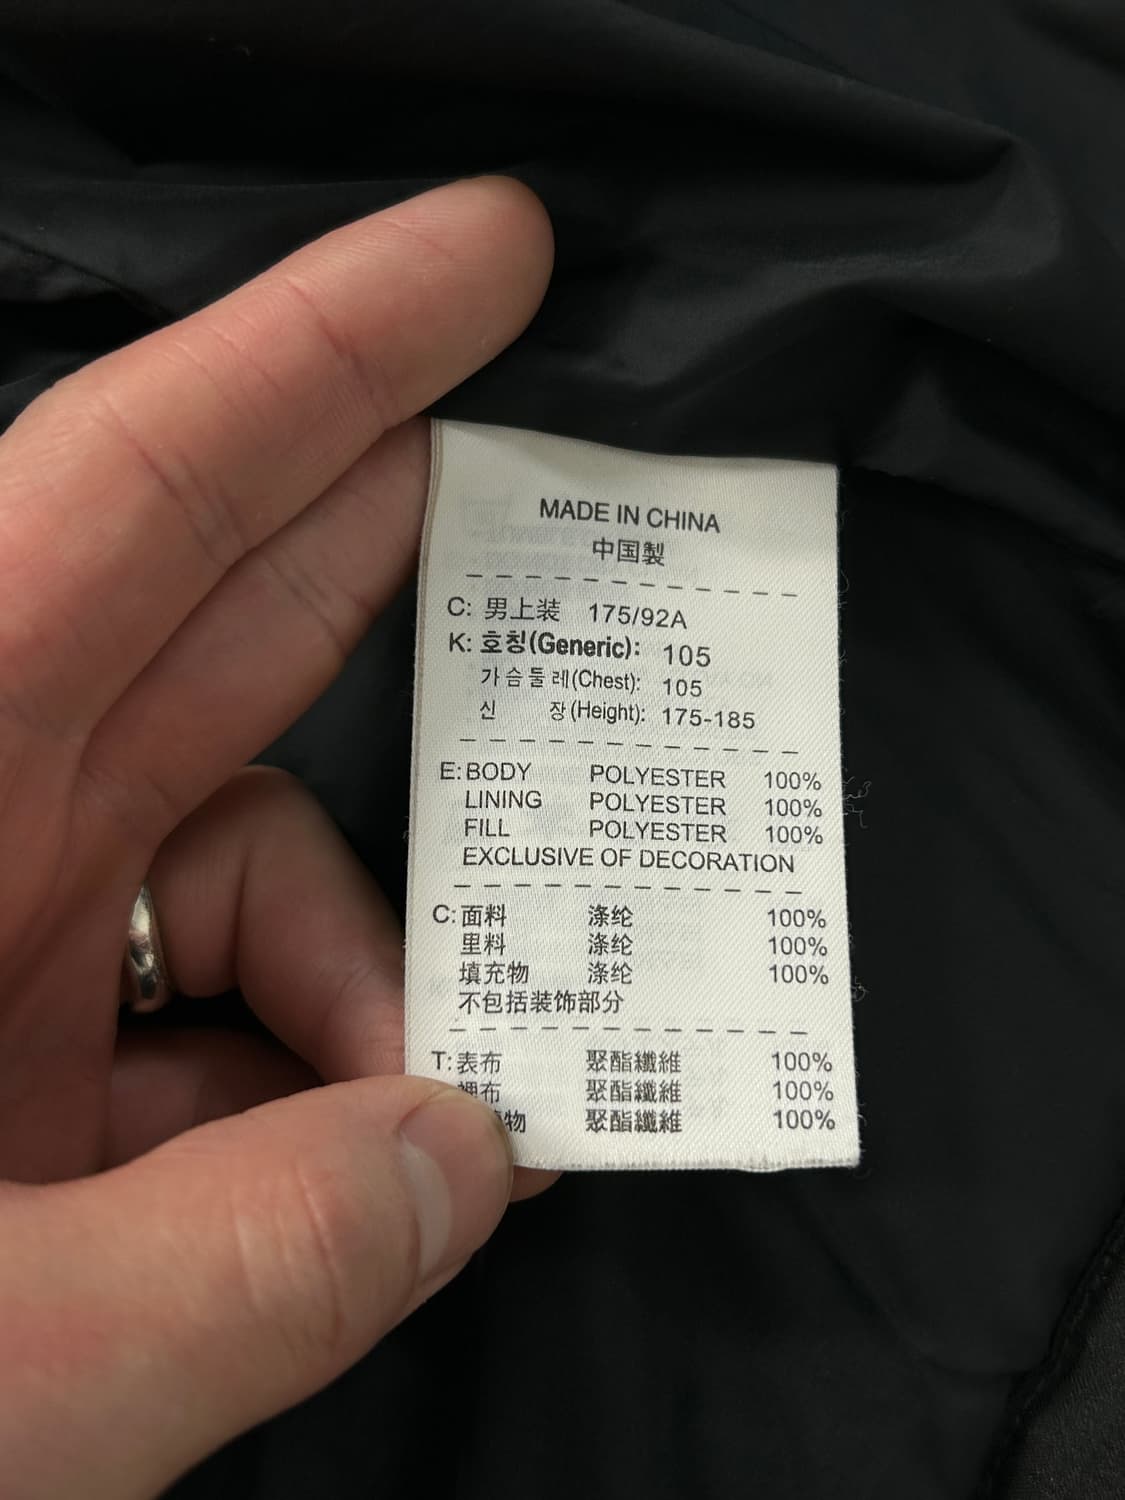 MADE IN CHINA
中国製
C: 男上装 175/92A
K: 호칭(Generic): 105
가슴둘레(Chest): 105
신 장(Height): 175-185
E: BODY POLYESTER 100%
LINING POLYESTER 100%
FILL POLYESTER 100%
EXCLUSIVE OF DECORATION
C: 面料 涤纶 100%
里料 涤纶 100%
填充物 涤纶 100%
不包括装饰部分
T: 表布 聚酯纖維 100%
裡布 聚酯纖維 100%
物 聚酯纖維 100%